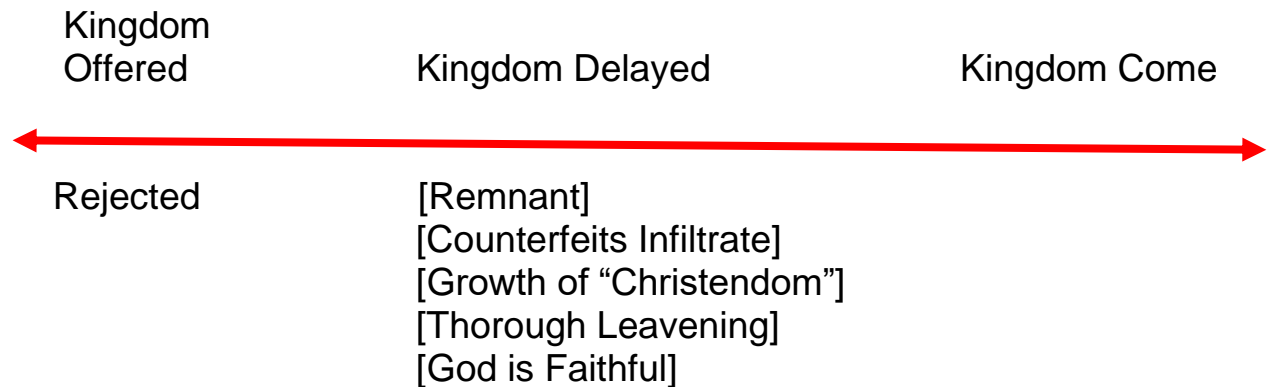 Kingdom
Offered Kingdom Delayed Kingdom Come
Rejected [Remnant]
[Counterfeits Infiltrate]
[Growth of “Christendom”]
[Thorough Leavening]
[God is Faithful]